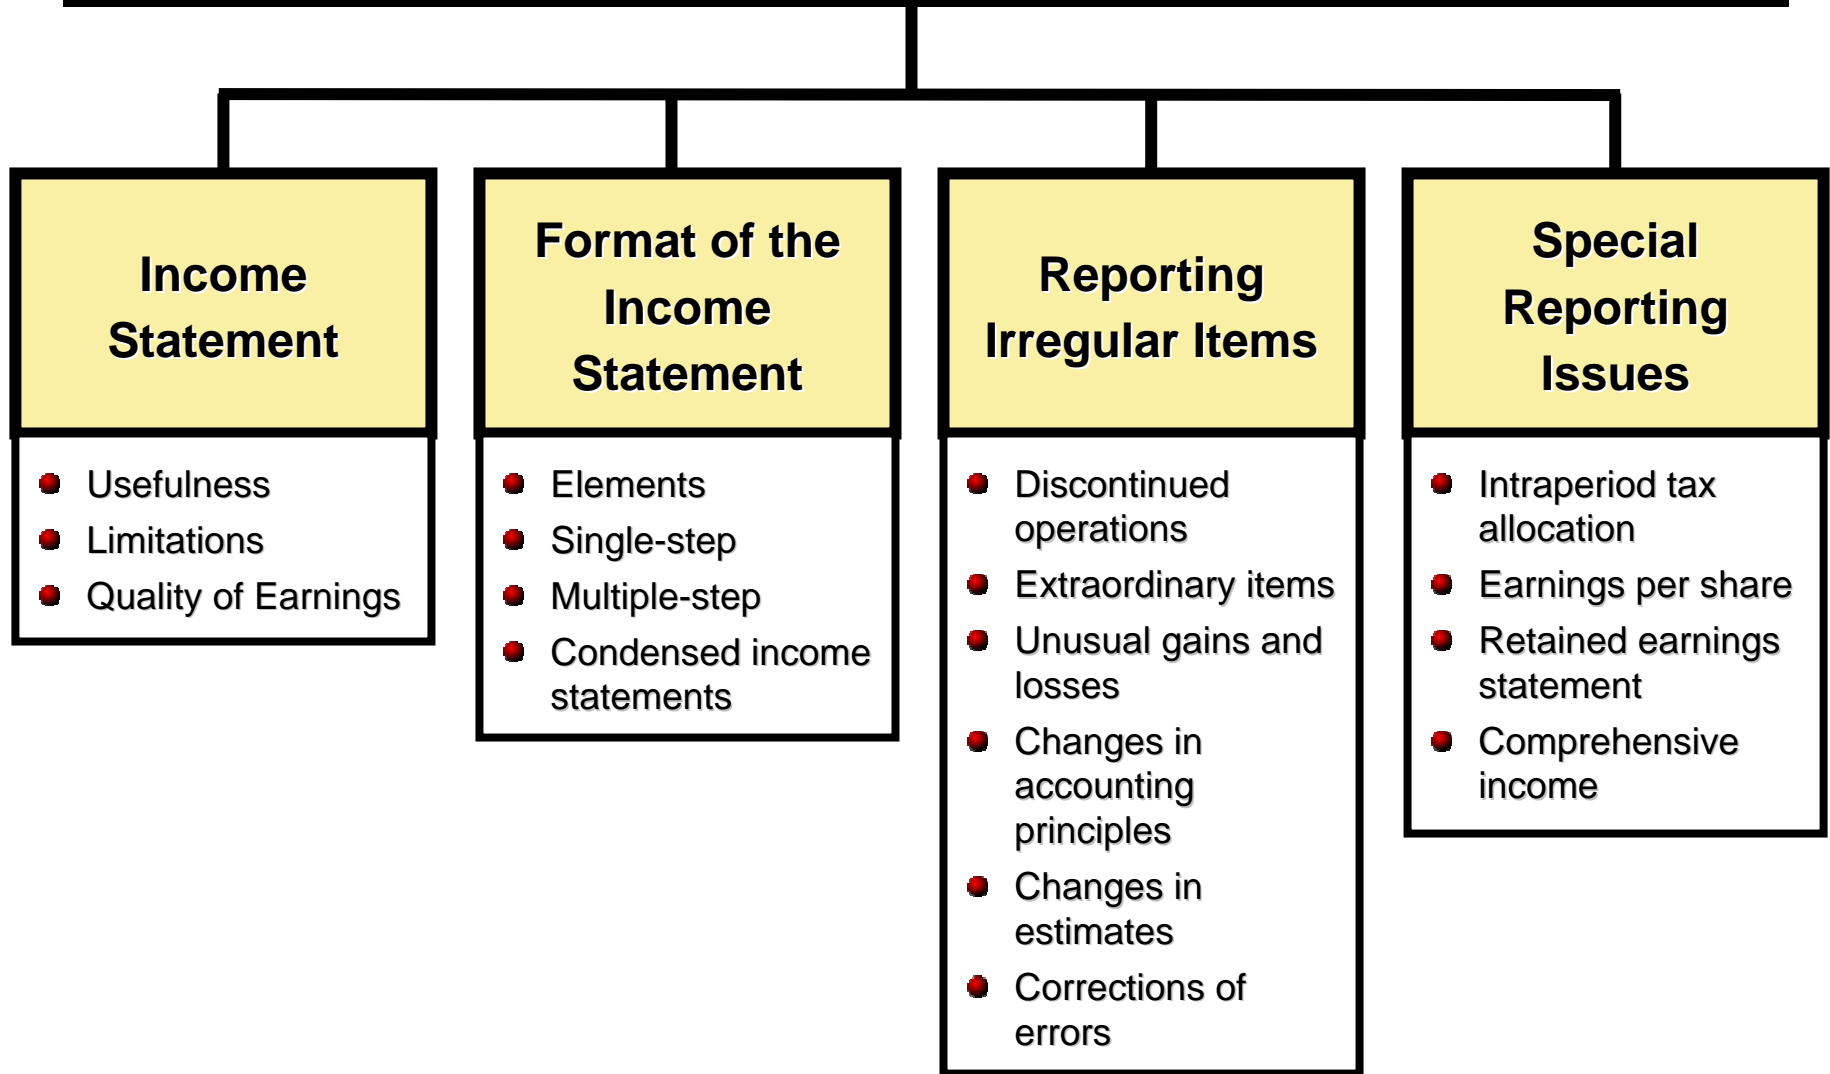 Income
Statement
Usefulness
Limitations
Quality of Earnings
Format of the
Income
Statement
Elements
Single-step
Multiple-step
Condensed income
statements
Reporting
Irregular Items
Discontinued
operations
Extraordinary items
Unusual gains and
losses
Changes in
accounting
principles
Changes in
estimates
Corrections of
errors
Special
Reporting
Issues
Intraperiod tax
allocation
Earnings per share
Retained earnings
statement
Comprehensive
income